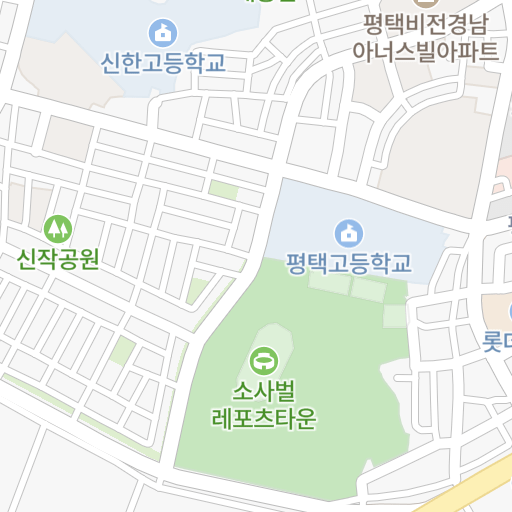 평택비전경남
아너스빌아파트
신한고등학교
신작공원
평택고등학교
소사벌
레포츠타운